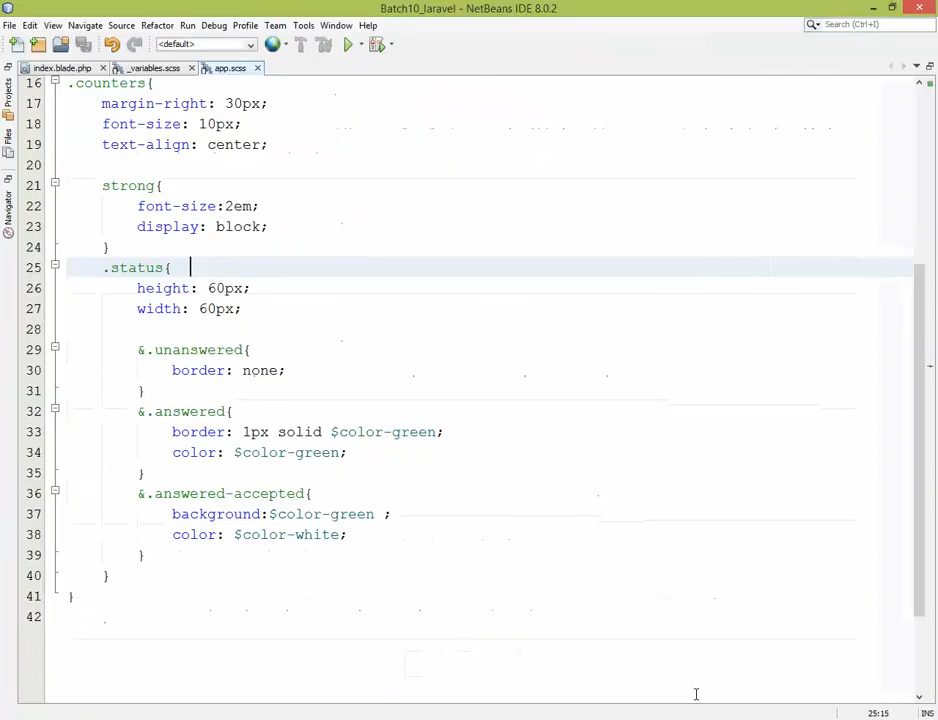 Batch10_laravel - NetBeans IDE 8.0.2
File Edit View Navigate Source Refactor Run Debug Profile Team Tools Window Help
Search (Ctrl+I)
<default>
index.blade.php _variables.scss app.scss
Projects
Files
Navigator
16 .counters{
17 margin-right: 30px;
18 font-size: 10px;
19 text-align: center;
20
21 strong{
22 font-size:2em;
23 display: block;
24 }
25 .status{
26 height: 60px;
27 width: 60px;
28
29 &.unanswered{
30 border: none;
31 }
32 &.answered{
33 border: 1px solid $color-green;
34 color: $color-green;
35 }
36 &.answered-accepted{
37 background:$color-green ;
38 color: $color-white;
39 }
40 }
41 }
42
25:15 INS